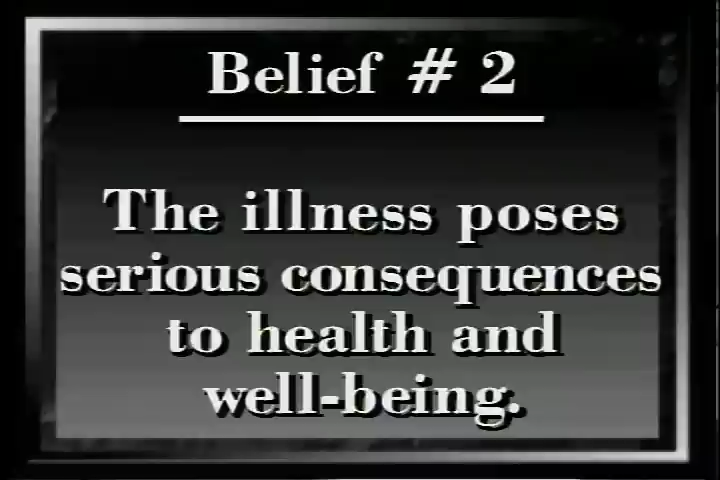 Belief # 2
The illness poses
serious consequences
to health and
well-being.